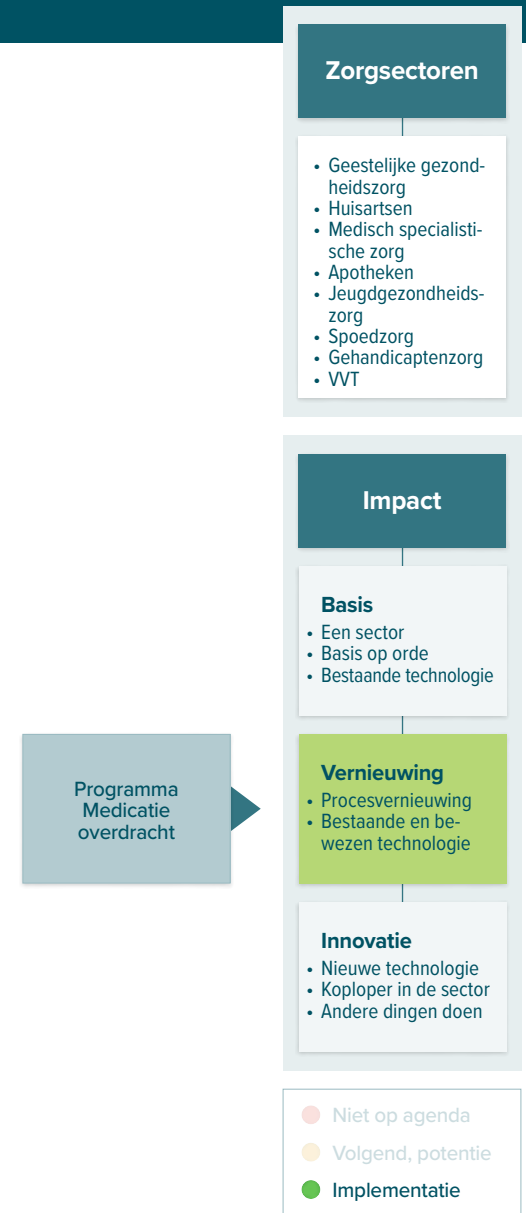 Zorgsectoren
• Geestelijke gezond-
heidszorg
• Huisartsen
• Medisch specialisti-
sche zorg
• Apotheken
• Jeugdgezondheids-
zorg
• Spoedzorg
• Gehandicaptenzorg
• VVT
Impact
Basis
• Een sector
• Basis op orde
• Bestaande technologie
Programma
Medicatie
overdracht
Vernieuwing
• Procesvernieuwing
• Bestaande en be-
wezen technologie
Innovatie
• Nieuwe technologie
• Koploper in de sector
• Andere dingen doen
Niet op agenda
Volgend, potentie
Implementatie